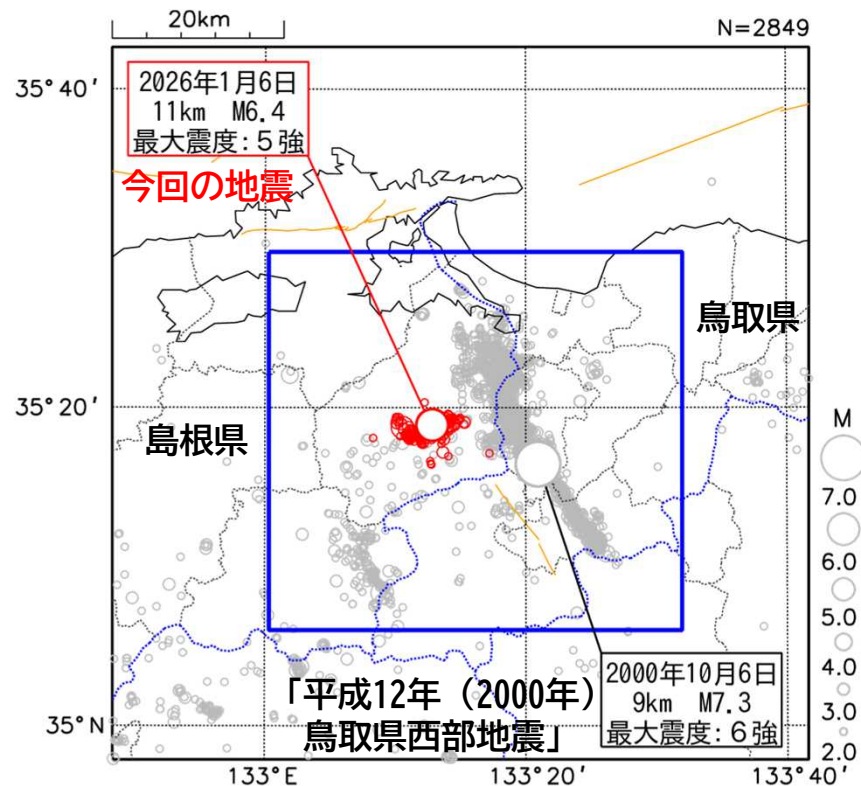 20km
N=2849
35°40′
2026年1月6日
11km M6.4
最大震度:５強
今回の地震
鳥取県
35°20′
島根県
M
7.0
6.0
5.0
4.0
3.0
2.0
2000年10月6日
9km M7.3
最大震度:６強
「平成12年（2000年）
鳥取県西部地震」
35°N
133°E
133°20′
133°40′